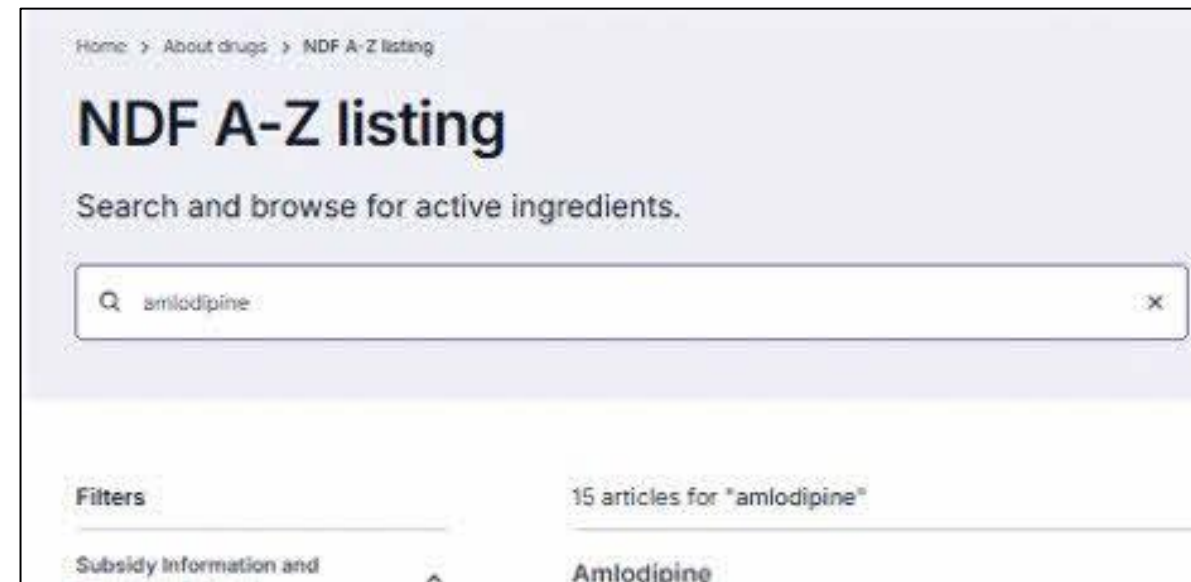 Home > About drugs > NDF A-Z listing
NDF A-Z listing
Search and browse for active ingredients.
amlodipine
Filters
15 articles for "amlodipine"
Subsidy Information and
Amlodipine